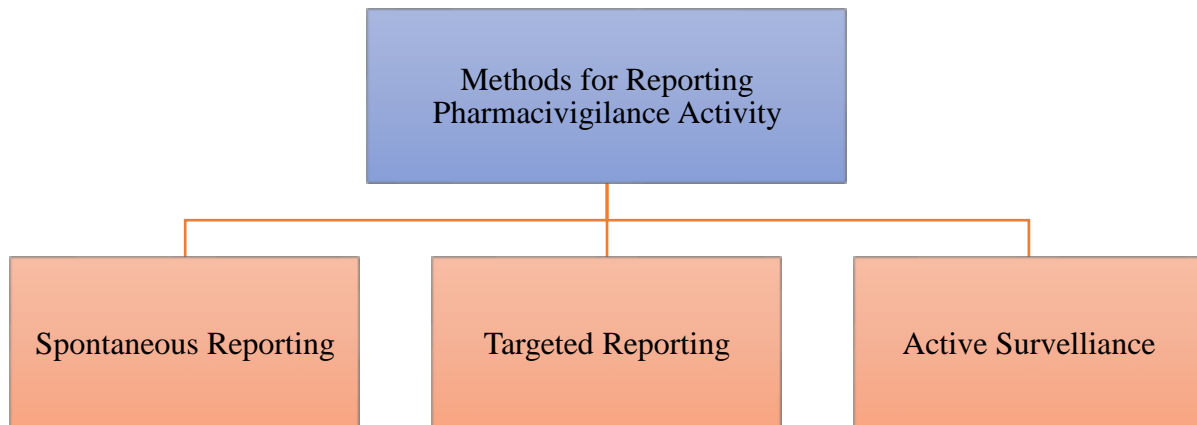 Methods for Reporting
Pharmacivigilance Activity
Spontaneous Reporting
Targeted Reporting
Active Survelliance